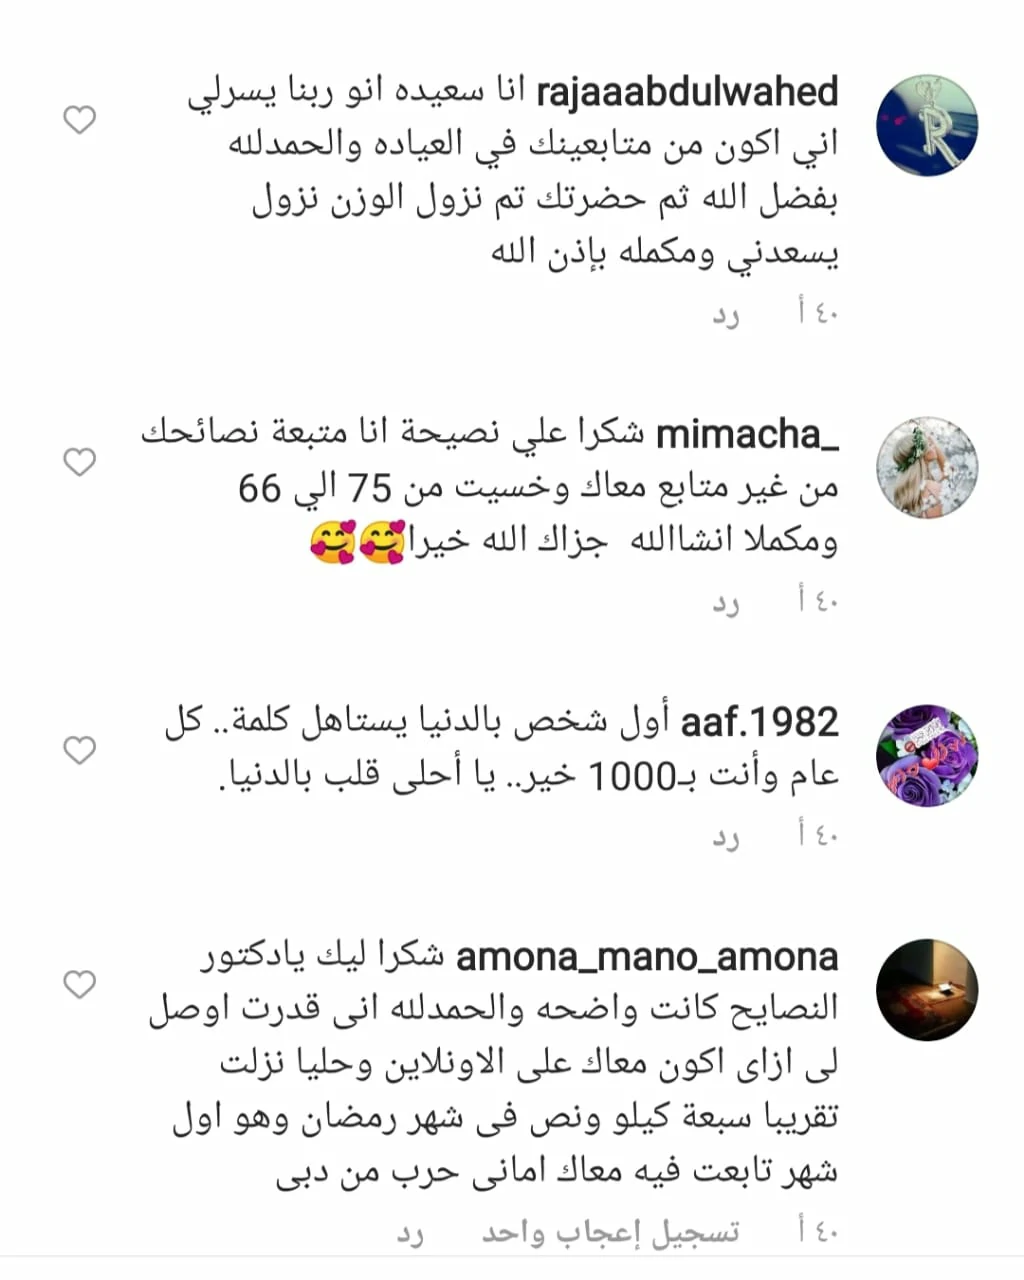 rajaaabdulwahed انا سعيده انو ربنا يسرلي
اني اكون من متابعينك في العياده والحمدلله
بفضل الله ثم حضرتك تم نزول الوزن نزول
يسعدني ومكمله بإذن الله
٤٠ أ رد
mimacha_ شكرا علي نصيحة انا متبعة نصائحك
من غير متابع معاك وخسيت من 75 الي 66
ومكملا انشاالله جزاك الله خيرا🥰🥰
٤٠ أ رد
aaf.1982 أول شخص بالدنيا يستاهل كلمة.. كل
عام وأنت بـ1000 خير.. يا أحلى قلب بالدنيا.
٤٠ أ رد
amona_mano_amona شكرا ليك يادكتور
النصايح كانت واضحه والحمدلله انى قدرت اوصل
لى ازاى اكون معاك على الاونلاين وحليا نزلت
تقريبا سبعة كيلو ونص فى شهر رمضان وهو اول
شهر تابعت فيه معاك امانى حرب من دبى
٤٠ أ تسجيل إعجاب واحد رد